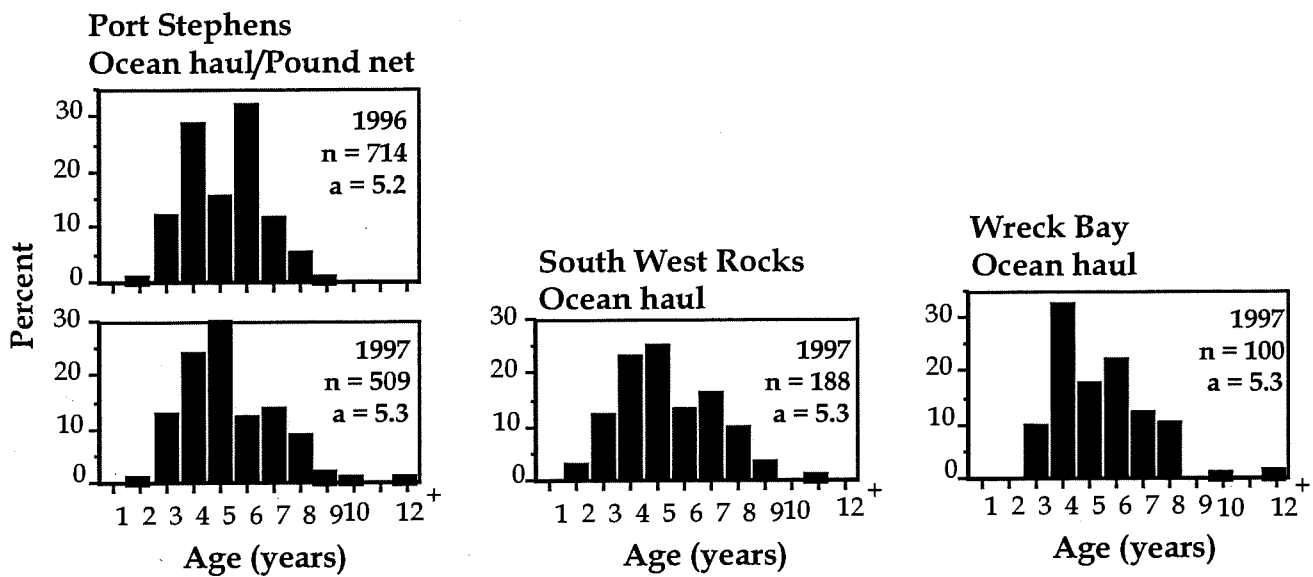 Port Stephens
Ocean haul/Pound net
Percent
30
20
10
0
1996
n = 714
a = 5.2
30
20
10
0
1997
n = 509
a = 5.3
1 2 3 4 5 6 7 8 9 10 12 +
Age (years)
South West Rocks
Ocean haul
30
20
10
0
1997
n = 188
a = 5.3
1 2 3 4 5 6 7 8 9 10 12 +
Age (years)
Wreck Bay
Ocean haul
30
20
10
0
1997
n = 100
a = 5.3
1 2 3 4 5 6 7 8 9 10 12 +
Age (years)